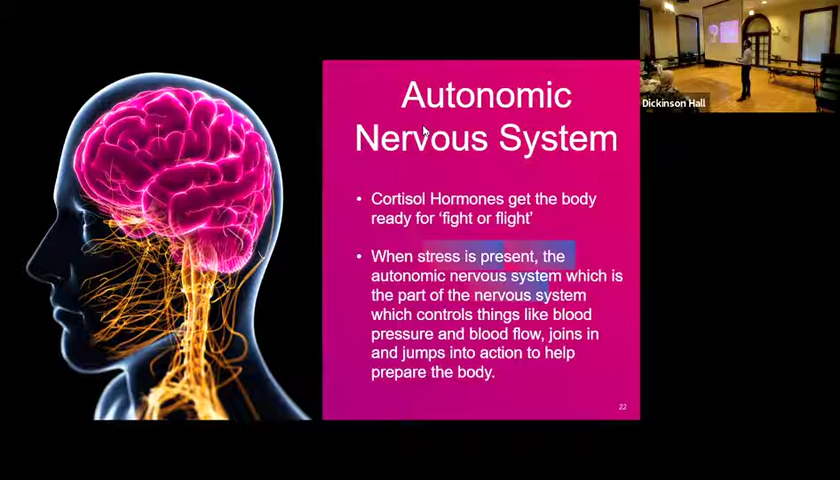 Autonomic
Nervous System
• Cortisol Hormones get the body
ready for ‘fight or flight’
• When stress is present, the
autonomic nervous system which is
the part of the nervous system
which controls things like blood
pressure and blood flow, joins in
and jumps into action to help
prepare the body.
22
Dickinson Hall